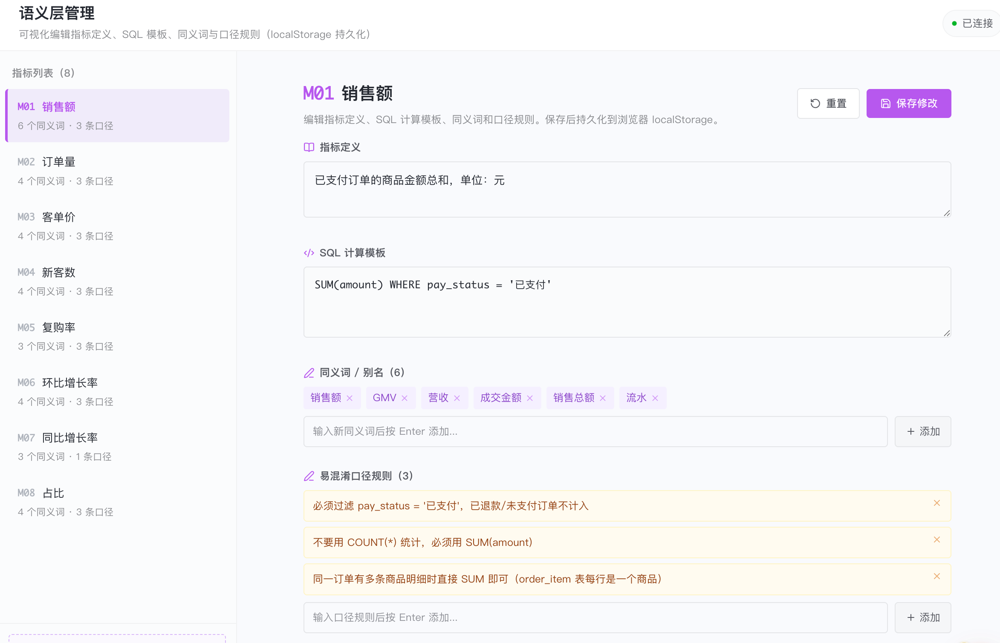 语义层管理
可视化编辑指标定义、SQL 模板、同义词与口径规则（localStorage 持久化）
已连接
指标列表（8）
M01 销售额
6 个同义词 · 3 条口径
M02 订单量
4 个同义词 · 3 条口径
M03 客单价
4 个同义词 · 3 条口径
M04 新客数
4 个同义词 · 3 条口径
M05 复购率
3 个同义词 · 3 条口径
M06 环比增长率
4 个同义词 · 3 条口径
M07 同比增长率
3 个同义词 · 1 条口径
M08 占比
4 个同义词 · 3 条口径
M01 销售额
编辑指标定义、SQL 计算模板、同义词和口径规则。保存后持久化到浏览器 localStorage。
重置
保存修改
指标定义
已支付订单的商品金额总和，单位：元
SQL 计算模板
SUM(amount) WHERE pay_status = '已支付'
同义词 / 别名（6）
销售额 × GMV × 营收 × 成交金额 × 销售总额 × 流水 ×
输入新同义词后按 Enter 添加...
+ 添加
易混淆口径规则（3）
必须过滤 pay_status = '已支付'，已退款/未支付订单不计入 ×
不要用 COUNT(*) 统计，必须用 SUM(amount) ×
同一订单有多条商品明细时直接 SUM 即可（order_item 表每行是一个商品） ×
输入口径规则后按 Enter 添加...
+ 添加